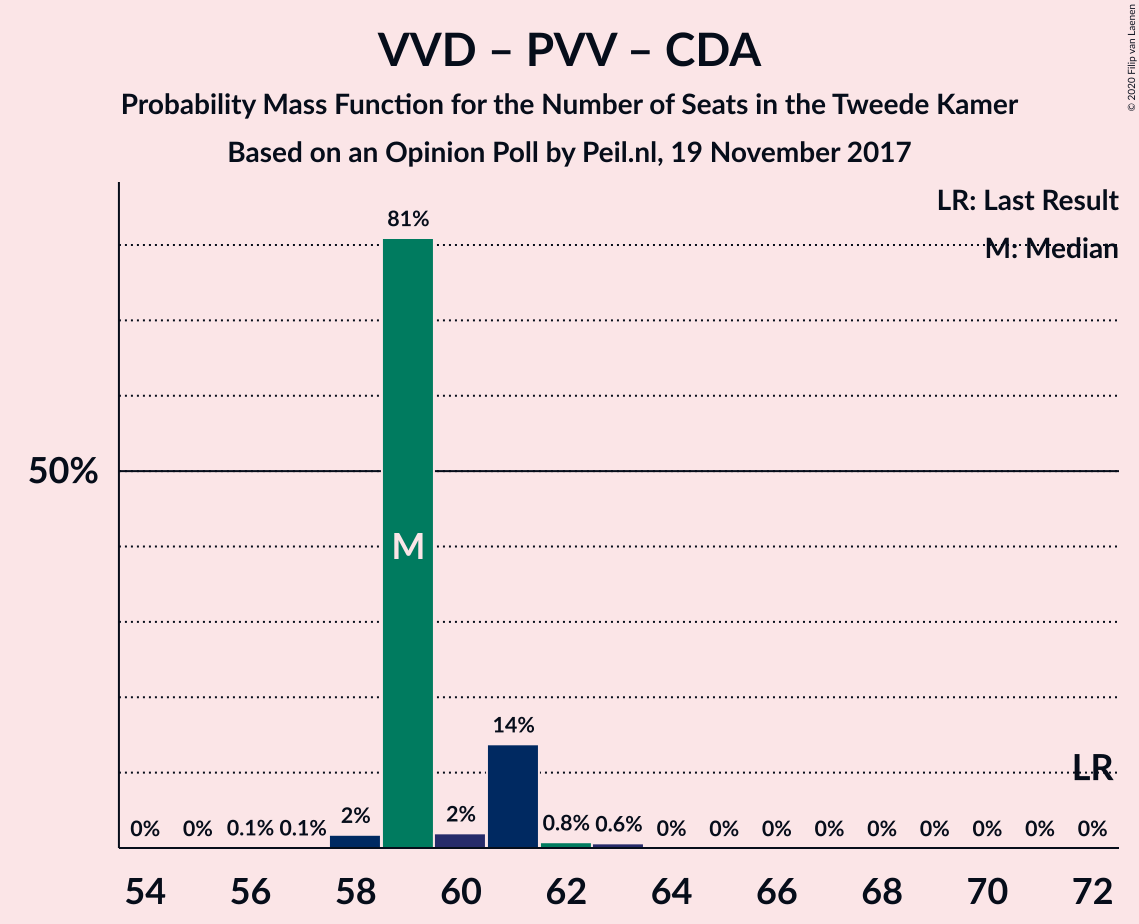 VVD – PVV – CDA
Probability Mass Function for the Number of Seats in the Tweede Kamer
Based on an Opinion Poll by Peil.nl, 19 November 2017
© 2020 Filip van Laenen
LR: Last Result
M: Median
50%
81%
M
14%
LR
0% 0% 0.1% 0.1% 2% 2% 0.8% 0.6% 0% 0% 0% 0% 0% 0% 0% 0% 0%
54 56 58 60 62 64 66 68 70 72